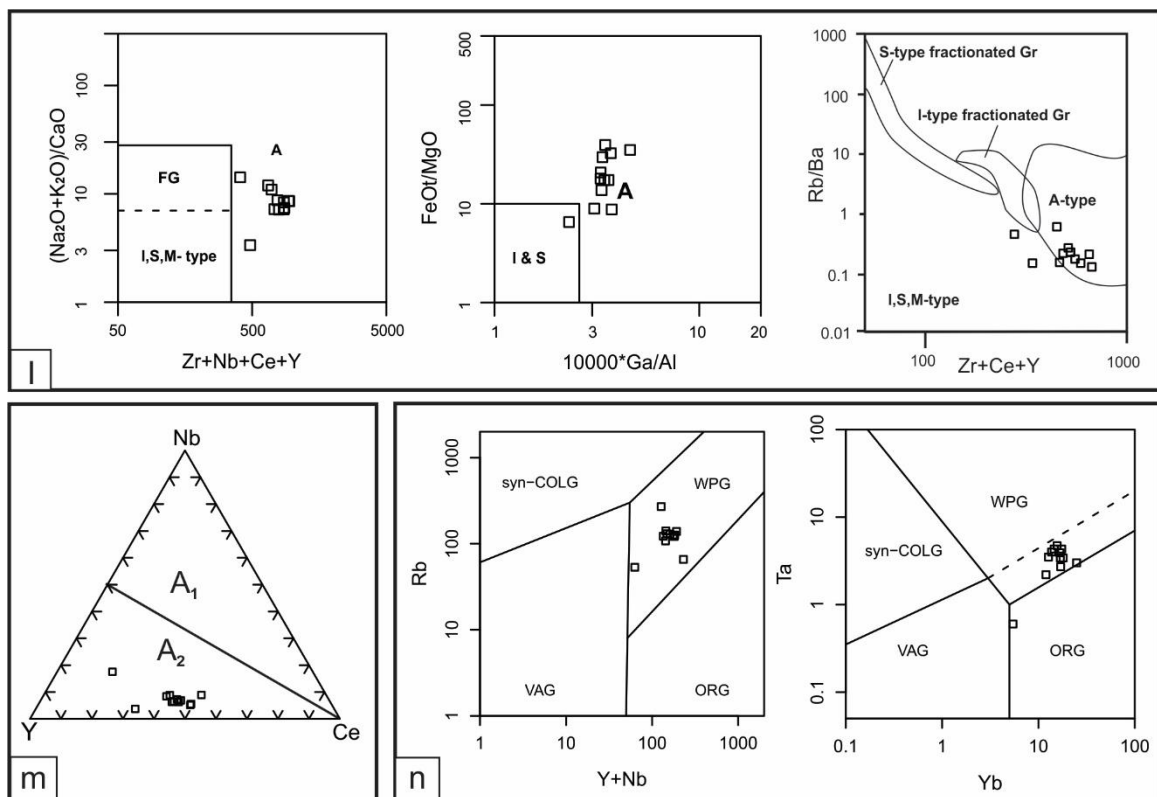 (Na₂O+K₂O)/CaO
100
30
10
3
1
FG
I,S,M- type
A
50
500
5000
Zr+Nb+Ce+Y
FeOt/MgO
500
100
10
1
I & S
A
1
3
10
20
10000*Ga/Al
Rb/Ba
1000
100
10
1
0.1
0.01
S-type fractionated Gr
I-type fractionated Gr
A-type
I,S,M-type
100
1000
Zr+Ce+Y
l
Nb
A₁
A₂
Y
Ce
m
Rb
1000
100
10
1
syn−COLG
WPG
VAG
ORG
1
10
100
1000
Y+Nb
Ta
100
10
1
0.1
WPG
syn−COLG
VAG
ORG
0.1
1
10
100
Yb
n